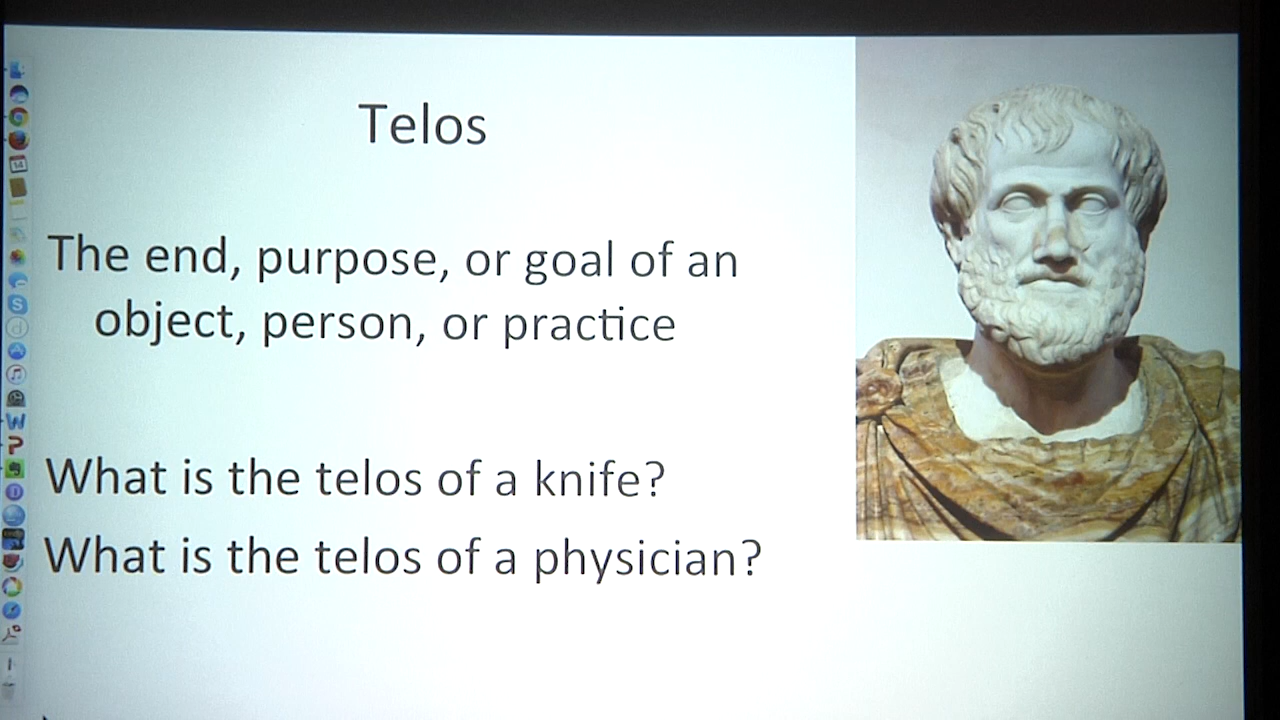 Telos
The end, purpose, or goal of an
object, person, or practice
What is the telos of a knife?
What is the telos of a physician?